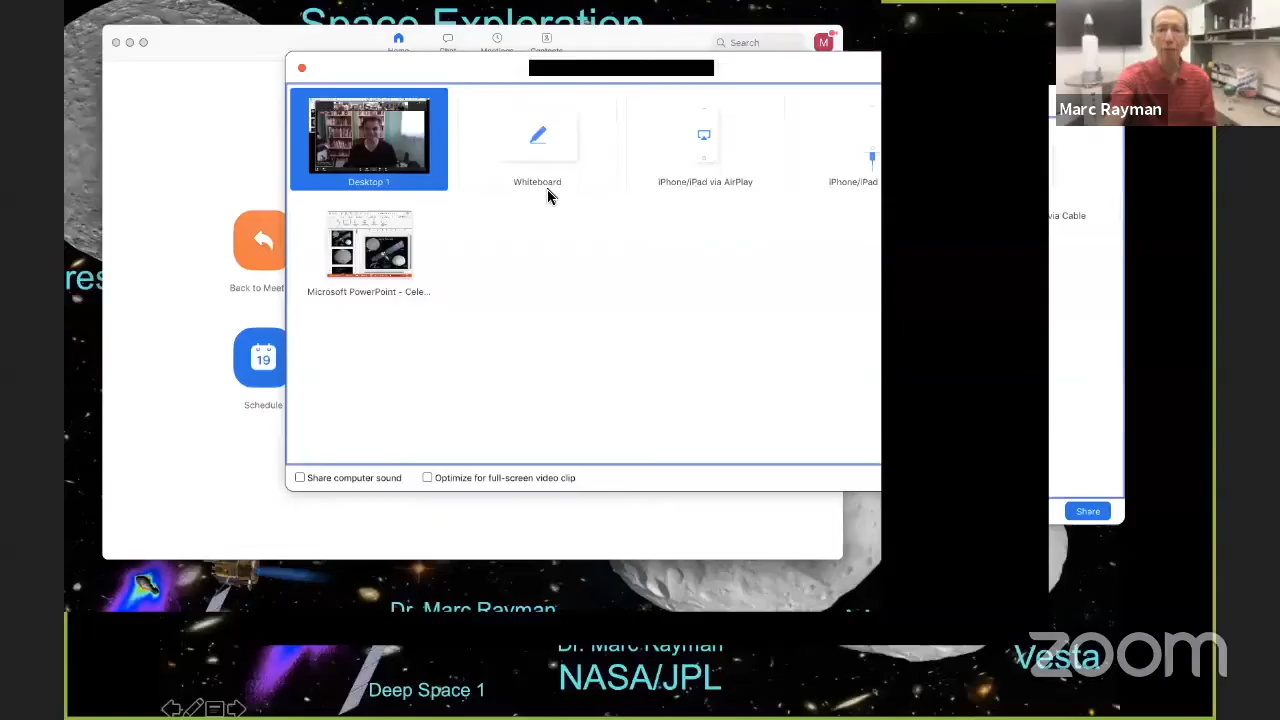 Space Exploration
Home
Chat
Meetings
Contacts
Search
M
Marc Rayman
Desktop 1
Whiteboard
iPhone/iPad via AirPlay
iPhone/iPad
via Cable
Microsoft PowerPoint - Cele...
res
Back to Meet
19
Schedule
Share computer sound
Optimize for full-screen video clip
Share
Dr. Marc Rayman
Dr. Marc Rayman
NASA/JPL
Deep Space 1
Vesta
zoom